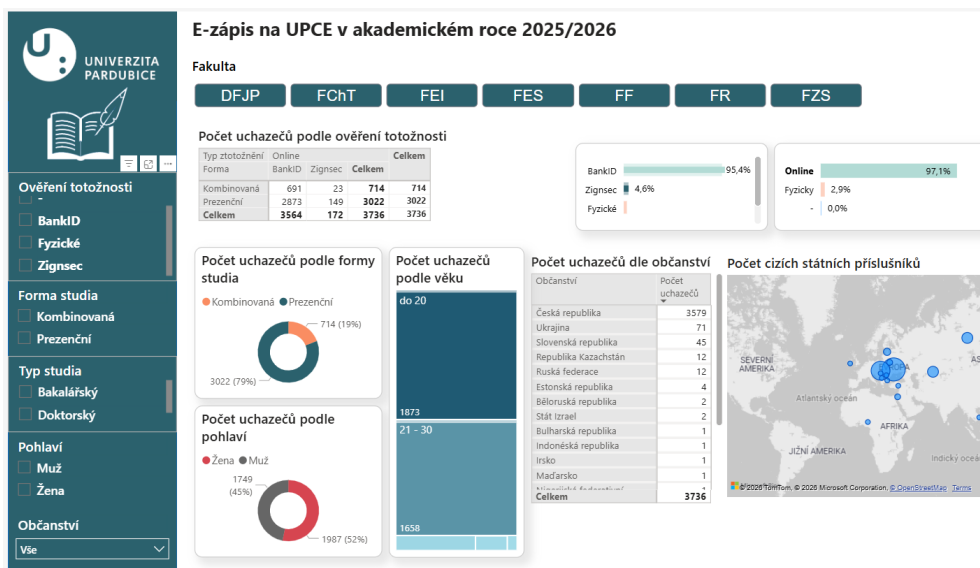 UNIVERZITA
PARDUBICE
Ověření totožnosti
-
BankID
Fyzické
Zignsec
Forma studia
Kombinovaná
Prezenční
Typ studia
Bakalářský
Doktorský
Pohlaví
Muž
Žena
Občanství
Vše
E-zápis na UPCE v akademickém roce 2025/2026
Fakulta
DFJP FChT FEI FES FF FR FZS
Počet uchazečů podle ověření totožnosti
Typ ztotožnění Online Celkem
Forma BankID Zignsec Celkem
Kombinovaná 691 23 714 714
Prezenční 2873 149 3022 3022
Celkem 3564 172 3736 3736
BankID 95,4%
Zignsec 4,6%
Fyzické
Online 97,1%
Fyzicky 2,9%
- 0,0%
Počet uchazečů podle formy
studia
Kombinovaná Prezenční
714 (19%)
3022 (79%)
Počet uchazečů podle
pohlaví
Žena Muž
1749
(45%)
1987 (52%)
Počet uchazečů
podle věku
do 20
1873
21 - 30
1658
Počet uchazečů dle občanství
Občanství Počet
uchazečů
Česká republika 3579
Ukrajina 71
Slovenská republika 45
Republika Kazachstán 12
Ruská federace 12
Estonská republika 4
Běloruská republika 2
Stát Izrael 2
Bulharská republika 1
Indonéská republika 1
Irsko 1
Maďarsko 1
Celkem 3736
Počet cizích státních příslušníků
SEVERNÍ
AMERIKA
Atlantský oceán
AFRIKA
JIŽNÍ AMERIKA
Indický oceán
© 2026 TomTom, © 2026 Microsoft Corporation, © OpenStreetMap Terms